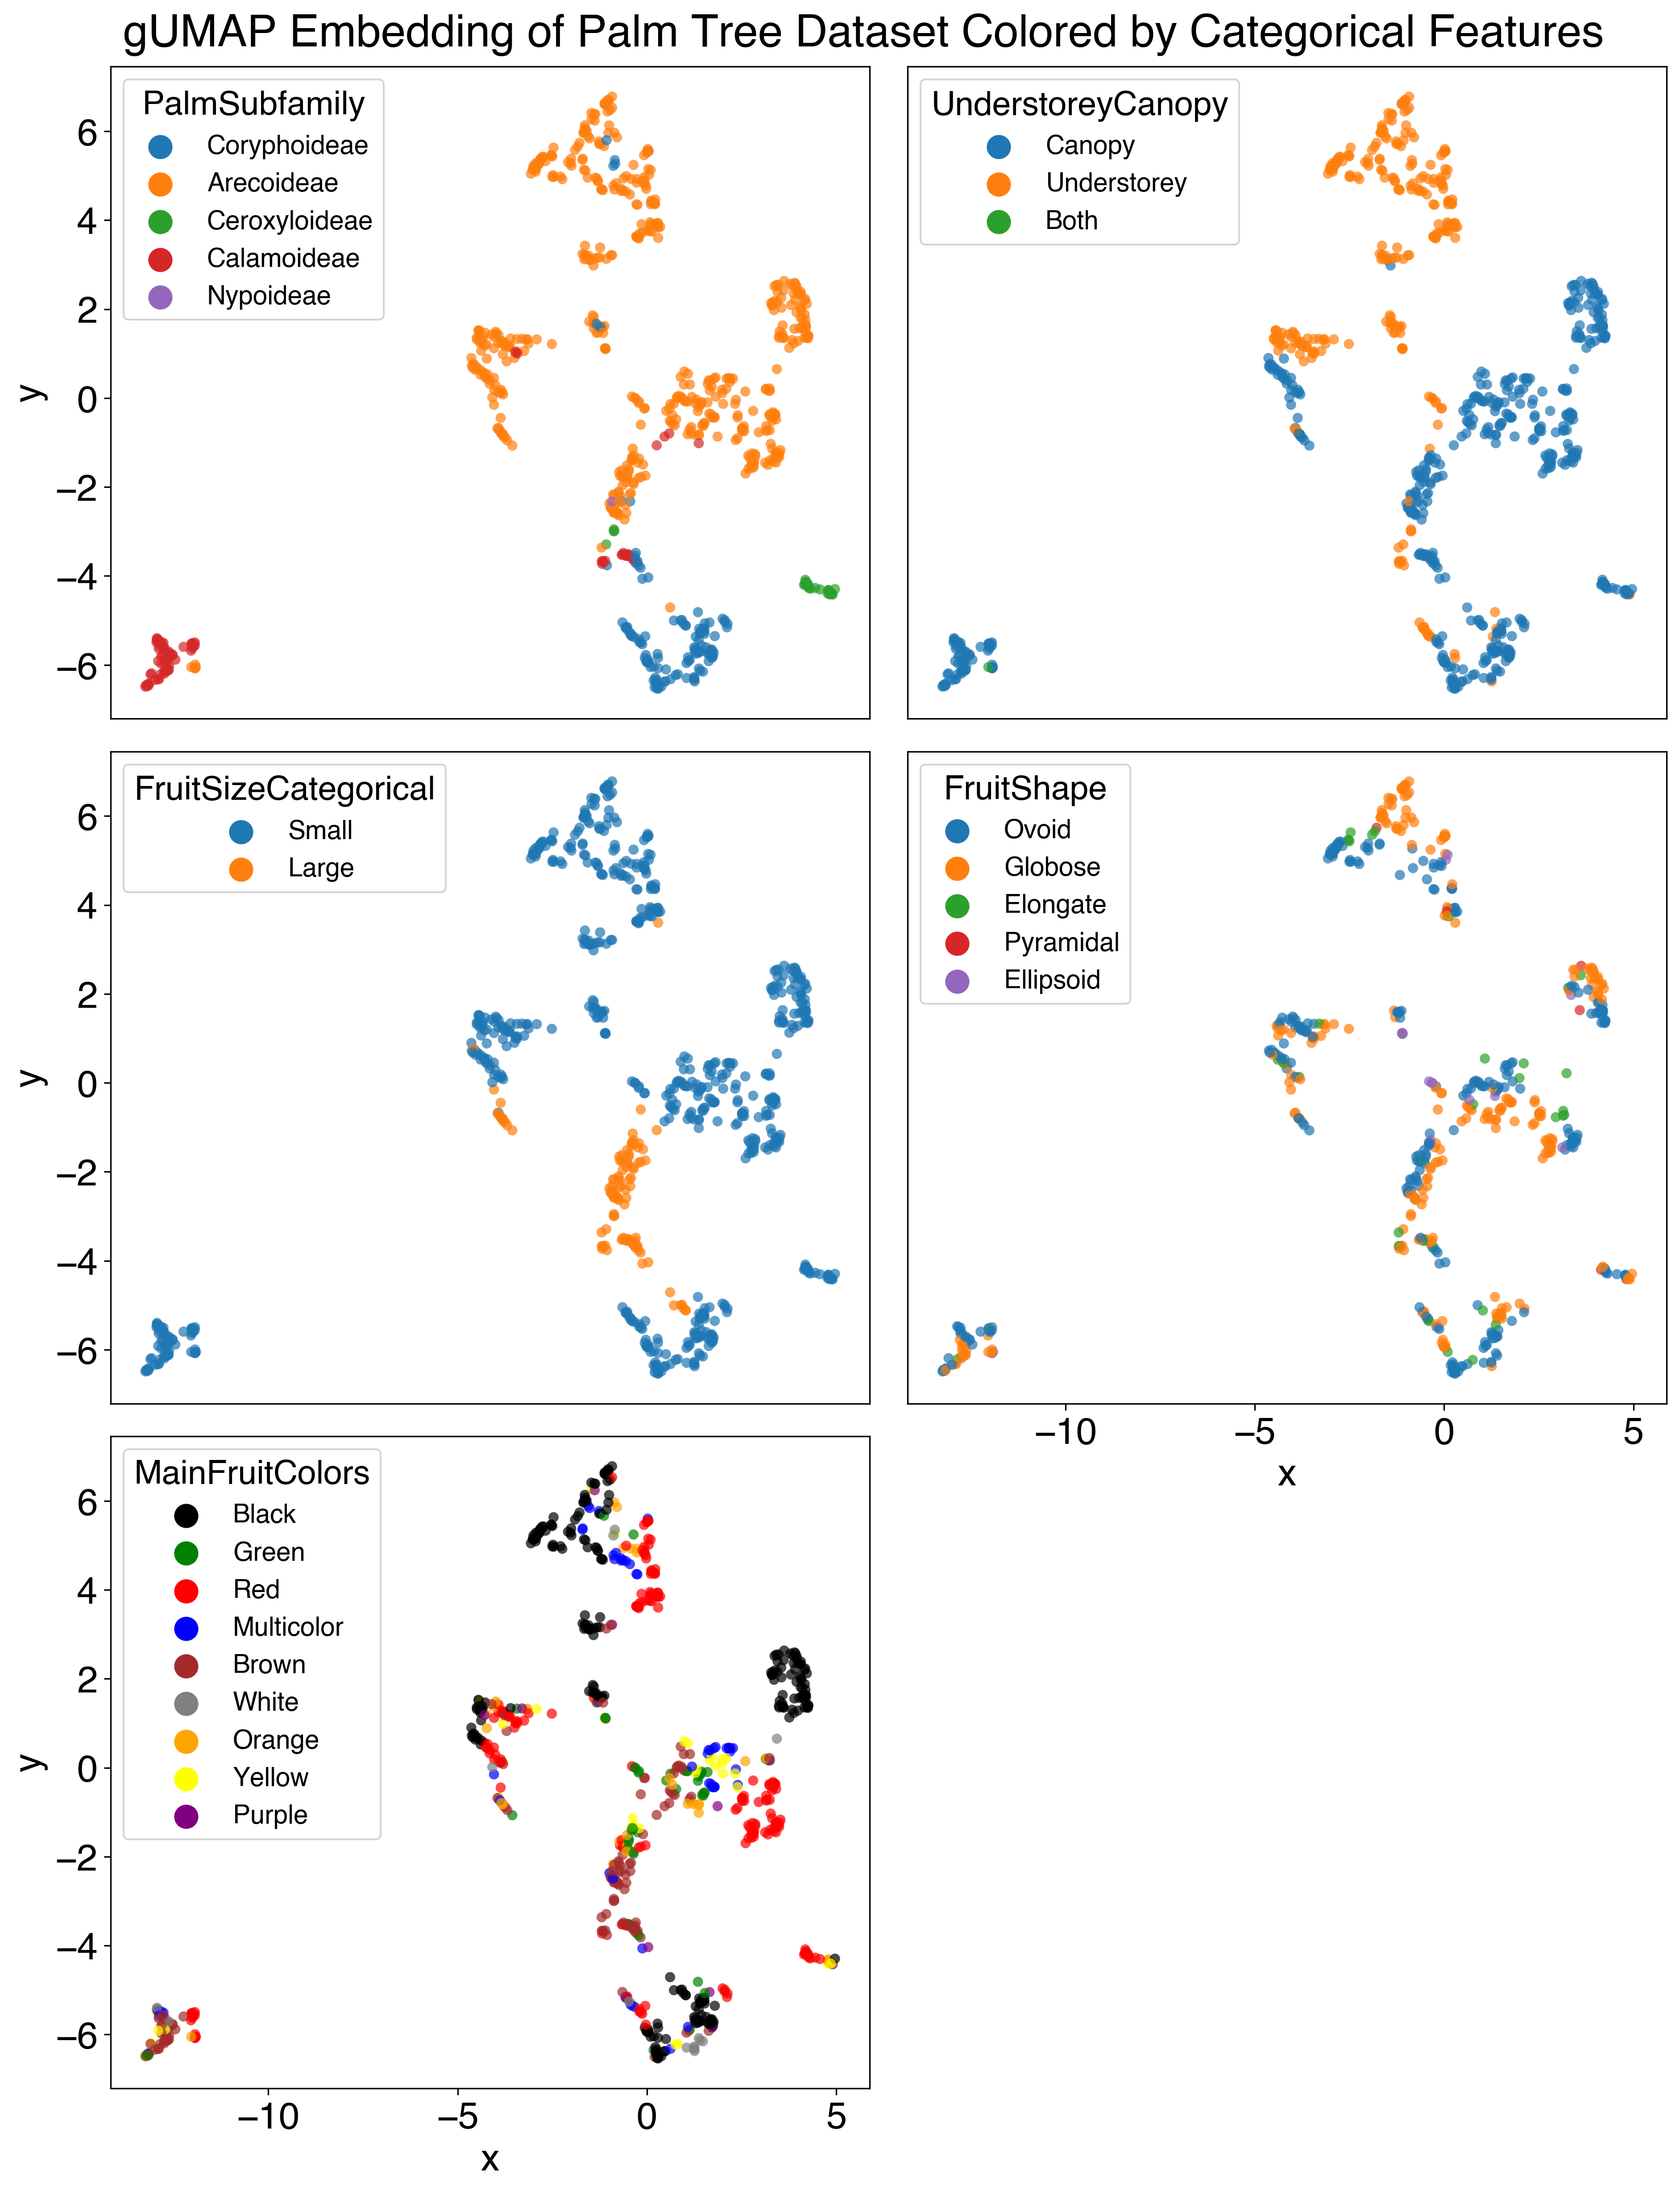 gUMAP Embedding of Palm Tree Dataset Colored by Categorical Features
PalmSubfamily
Coryphoideae
Arecoideae
Ceroxyloideae
Calamoideae
Nypoideae
6
4
2
0
−2
−4
−6
y
UnderstoreyCanopy
Canopy
Understorey
Both
FruitSizeCategorical
Small
Large
6
4
2
0
−2
−4
−6
y
FruitShape
Ovoid
Globose
Elongate
Pyramidal
Ellipsoid
−10
−5
0
5
x
MainFruitColors
Black
Green
Red
Multicolor
Brown
White
Orange
Yellow
Purple
6
4
2
0
−2
−4
−6
y
−10
−5
0
5
x